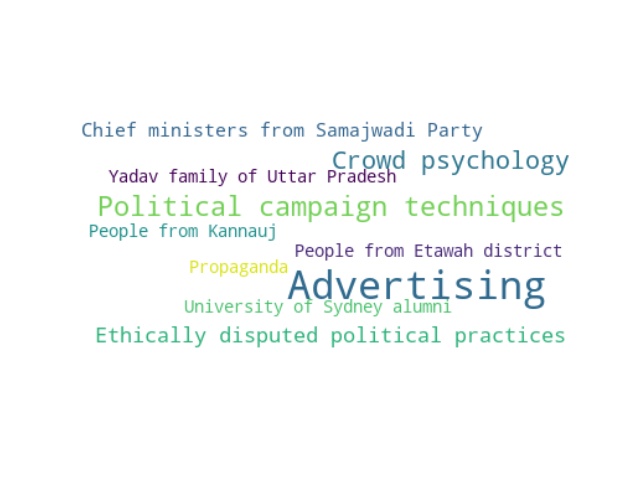 Chief ministers from Samajwadi Party
Crowd psychology
Yadav family of Uttar Pradesh
Political campaign techniques
People from Kannauj
People from Etawah district
Propaganda
Advertising
University of Sydney alumni
Ethically disputed political practices